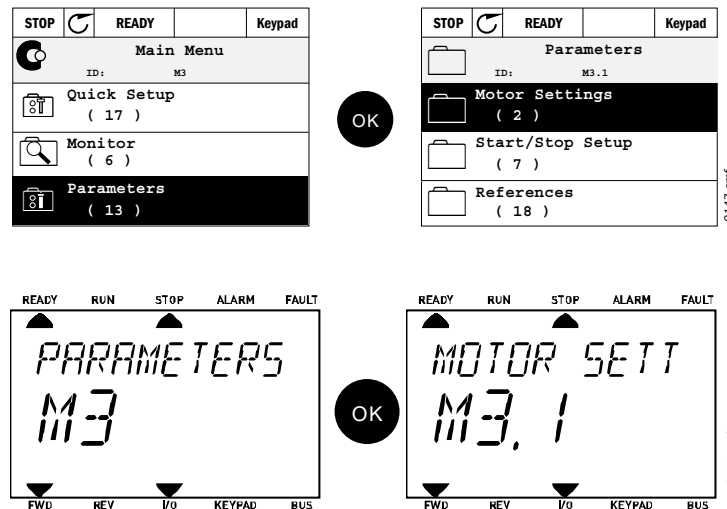 STOP READY Keypad
Main Menu
ID: M3
Quick Setup
( 17 )
Monitor
( 6 )
Parameters
( 13 )
OK
STOP READY Keypad
Parameters
ID: M3.1
Motor Settings
( 2 )
Start/Stop Setup
( 7 )
References
( 18 )
READY RUN STOP ALARM FAULT
PARAMETERS
M3
FWD REV I/O KEYPAD BUS
OK
READY RUN STOP ALARM FAULT
MOTOR SETT
M3.1
FWD REV I/O KEYPAD BUS